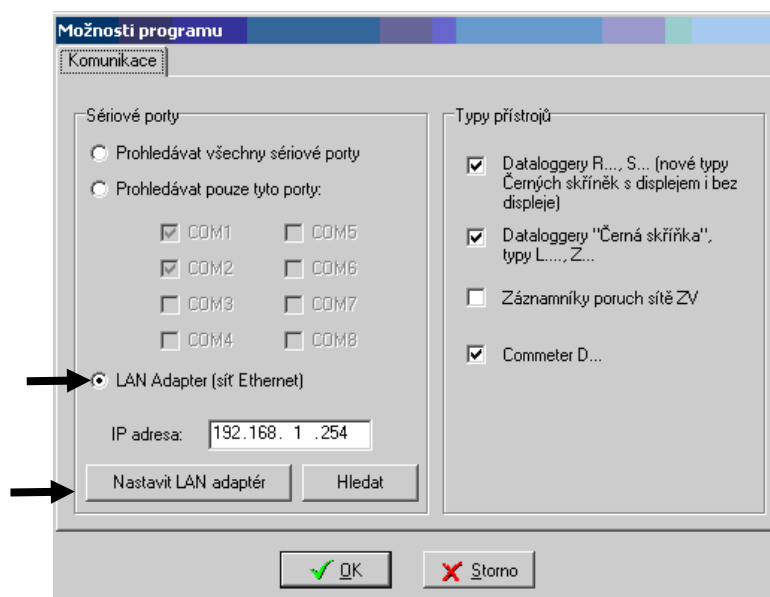 Možnosti programu
Komunikace
Sériové porty
Prohledávat všechny sériové porty
Prohledávat pouze tyto porty:
COM1
COM5
COM2
COM6
COM3
COM7
COM4
COM8
LAN Adapter (síť Ethernet)
IP adresa:
192.168. 1 .254
Nastavit LAN adaptér
Hledat
Typy přístrojů
Dataloggery R..., S... (nové typy
Černých skříněk s displejem i bez
displeje)
Dataloggery "Černá skříňka",
typy L...., Z...
Záznamníky poruch sítě ZV
Commeter D...
OK
Storno